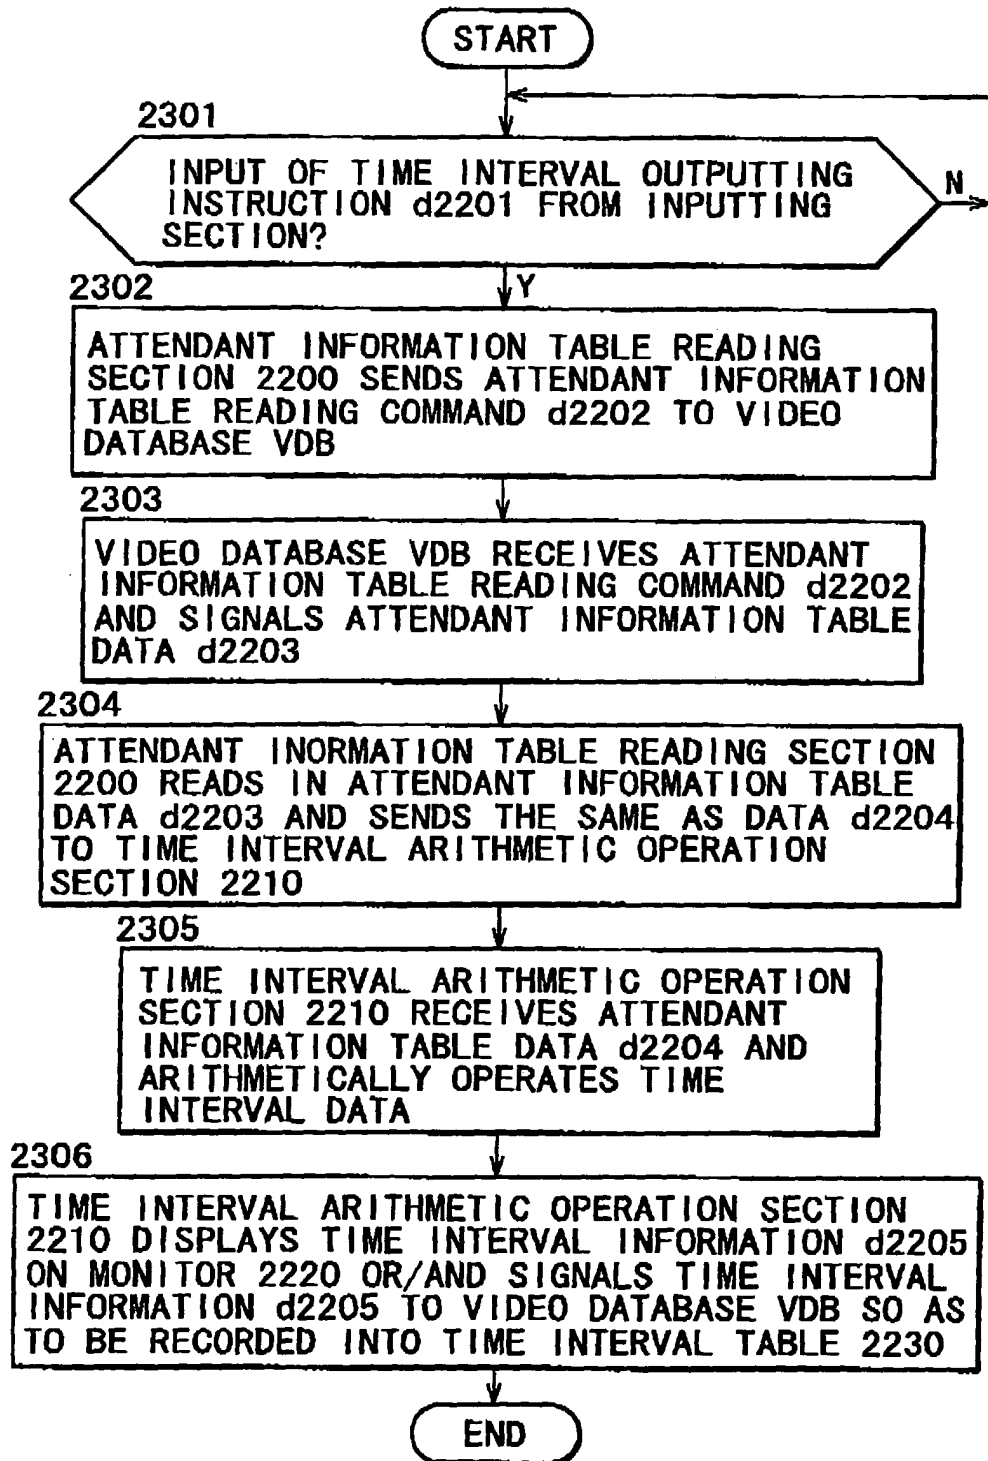 START
2301
INPUT OF TIME INTERVAL OUTPUTTING
INSTRUCTION d2201 FROM INPUTTING
SECTION?
N
Y
2302
ATTENDANT INFORMATION TABLE READING
SECTION 2200 SENDS ATTENDANT INFORMATION
TABLE READING COMMAND d2202 TO VIDEO
DATABASE VDB
2303
VIDEO DATABASE VDB RECEIVES ATTENDANT
INFORMATION TABLE READING COMMAND d2202
AND SIGNALS ATTENDANT INFORMATION TABLE
DATA d2203
2304
ATTENDANT INORMATION TABLE READING SECTION
2200 READS IN ATTENDANT INFORMATION TABLE
DATA d2203 AND SENDS THE SAME AS DATA d2204
TO TIME INTERVAL ARITHMETIC OPERATION
SECTION 2210
2305
TIME INTERVAL ARITHMETIC OPERATION
SECTION 2210 RECEIVES ATTENDANT
INFORMATION TABLE DATA d2204 AND
ARITHMETICALLY OPERATES TIME
INTERVAL DATA
2306
TIME INTERVAL ARITHMETIC OPERATION SECTION
2210 DISPLAYS TIME INTERVAL INFORMATION d2205
ON MONITOR 2220 OR/AND SIGNALS TIME INTERVAL
INFORMATION d2205 TO VIDEO DATABASE VDB SO AS
TO BE RECORDED INTO TIME INTERVAL TABLE 2230
END